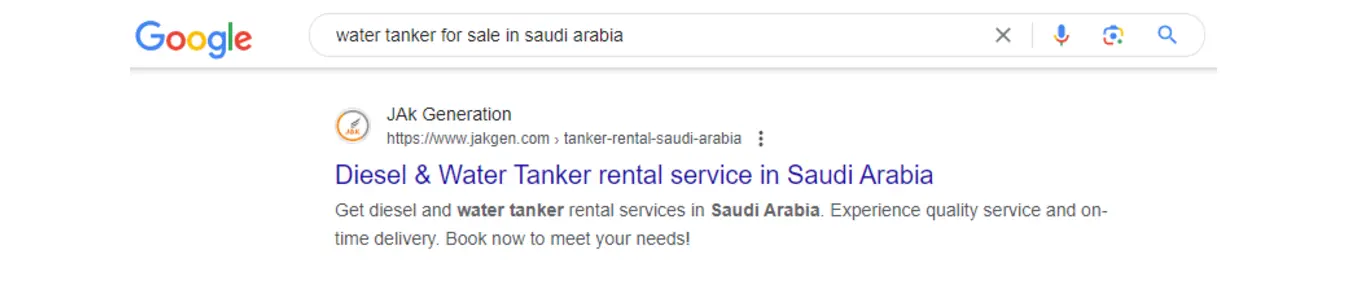 Google
water tanker for sale in saudi arabia
JAk Generation
JAK
https://www.jakgen.com › tanker-rental-saudi-arabia
Diesel & Water Tanker rental service in Saudi Arabia
Get diesel and water tanker rental services in Saudi Arabia. Experience quality service and on-
time delivery. Book now to meet your needs!